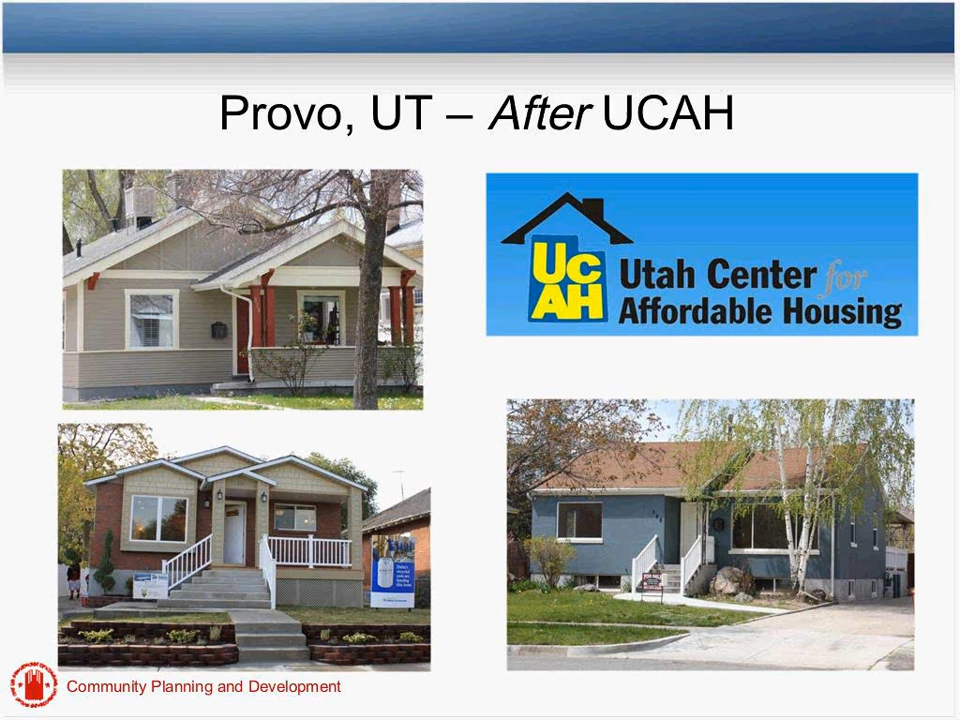 Provo, UT – After UCAH
UC
AH
Utah Center for
Affordable Housing
Community Planning and Development